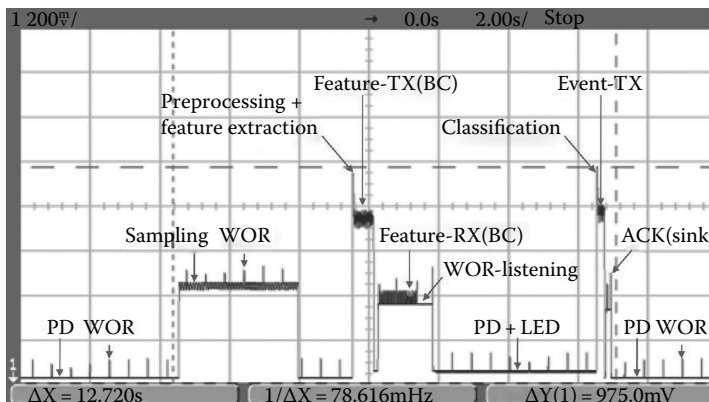 1 200m/v/ → 0.0s 2.00s/ Stop
Feature-TX(BC) Event-TX
Preprocessing +
feature extraction Classification
Sampling WOR Feature-RX(BC) ACK(sink
WOR-listening
PD WOR PD + LED PD WOR
1
ΔX = 12.720s 1/ΔX = 78.616mHz ΔY(1) = 975.0mV